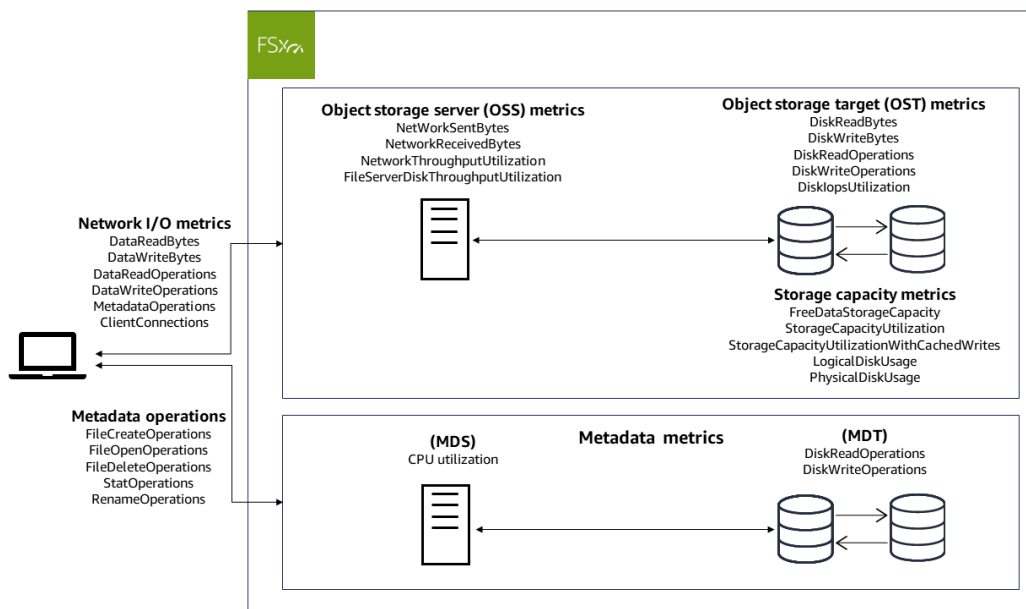 FSx
Object storage server (OSS) metrics
NetWorkSentBytes
NetworkReceivedBytes
NetworkThroughputUtilization
FileServerDiskThroughputUtilization
Object storage target (OST) metrics
DiskReadBytes
DiskWriteBytes
DiskReadOperations
DiskWriteOperations
DiskIopsUtilization
Network I/O metrics
DataReadBytes
DataWriteBytes
DataReadOperations
DataWriteOperations
MetadataOperations
ClientConnections
Storage capacity metrics
FreeDataStorageCapacity
StorageCapacityUtilization
StorageCapacityUtilizationWithCachedWrites
LogicalDiskUsage
PhysicalDiskUsage
Metadata operations
FileCreateOperations
FileOpenOperations
FileDeleteOperations
StatOperations
RenameOperations
(MDS)
CPU utilization
Metadata metrics
(MDT)
DiskReadOperations
DiskWriteOperations